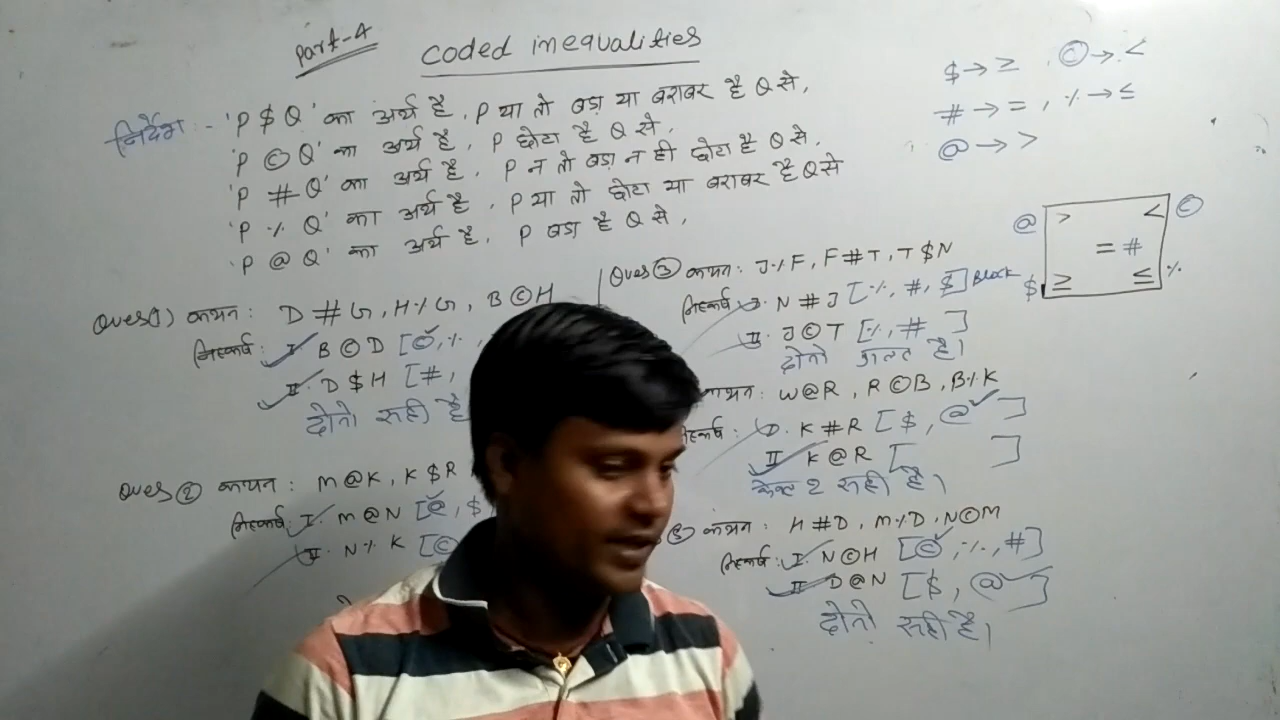 Part-4
Coded inequalities
निर्देश :- 'P $ Q' का अर्थ है, P या तो बड़ा या बराबर है Q से,
'P © Q' का अर्थ है, P छोटा है Q से,
'P # Q' का अर्थ है, P न तो बड़ा न ही छोटा है Q से,
'P % Q' का अर्थ है, P या तो छोटा या बराबर है Q से
'P @ Q' का अर्थ है, P बड़ा है Q से,
$→≥ , ©→<
#→= , %→≤
@→>
@ > < ©
= #
$ ≥ ≤ %
Ques① कथन: D # G, H % G, B © H
निष्कर्ष: I. B © D [©, %,
II. D $ H [#,
दोनो सही है
Ques② कथन: M @ K, K $ R
निष्कर्ष: I. M @ N [@, $
II. N % K [©
Ques③ कथन: J % F, F # T, T $ N
निष्कर्ष I. N # J [%, #, $] Block
II. J © T [%, # ]
दोनो गलत है।
कथन: W @ R, R © B, B % K
निष्कर्ष: I. K # R [$, @ ]
II K @ R [ ]
केवल 2 सही है।
⑤ कथन: H # D, M % D, N © M
निष्कर्ष: I. N © H [©, %, #]
II D @ N [$, @ ]
दोनो सही है।